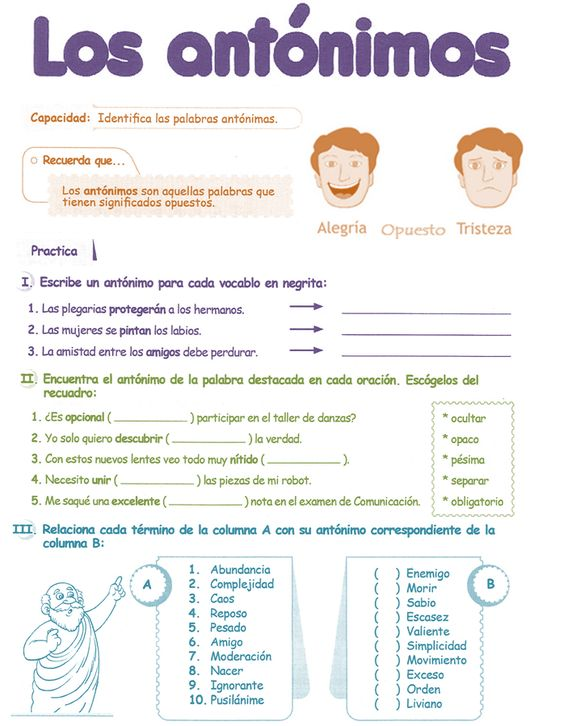 Los antónimos
Capacidad: Identifica las palabras antónimas.
Recuerda que...
Los antónimos son aquellas palabras que
tienen significados opuestos.
Alegría Opuesto Tristeza
Practica
I. Escribe un antónimo para cada vocablo en negrita:
1. Las plegarias protegerán a los hermanos.
2. Las mujeres se pintan los labios.
3. La amistad entre los amigos debe perdurar.
II. Encuentra el antónimo de la palabra destacada en cada oración. Escógelos del
recuadro:
1. ¿Es opcional ( ____________ ) participar en el taller de danzas?
2. Yo solo quiero descubrir ( ____________ ) la verdad.
3. Con estos nuevos lentes veo todo muy nítido ( ____________ ).
4. Necesito unir ( ____________ ) las piezas de mi robot.
5. Me saqué una excelente ( ____________ ) nota en el examen de Comunicación.
* ocultar
* opaco
* pésima
* separar
* obligatorio
III. Relaciona cada término de la columna A con su antónimo correspondiente de la
columna B:
A
1. Abundancia
2. Complejidad
3. Caos
4. Reposo
5. Pesado
6. Amigo
7. Moderación
8. Nacer
9. Ignorante
10. Pusilánime
B
( ) Enemigo
( ) Morir
( ) Sabio
( ) Escasez
( ) Valiente
( ) Simplicidad
( ) Movimiento
( ) Exceso
( ) Orden
( ) Liviano